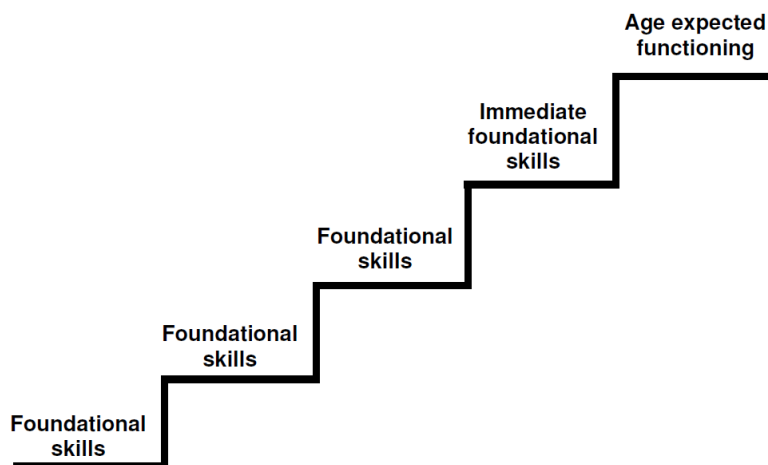 Age expected
functioning
Immediate
foundational
skills
Foundational
skills
Foundational
skills
Foundational
skills